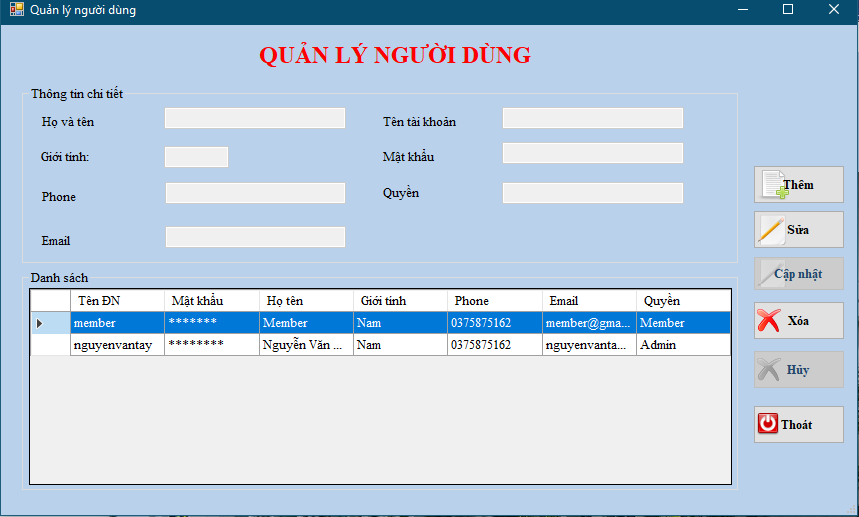 Quản lý người dùng
QUẢN LÝ NGƯỜI DÙNG
Thông tin chi tiết
Họ và tên
Tên tài khoản
Giới tính:
Mật khẩu
Phone
Quyền
Email
Thêm
Sửa
Cập nhật
Xóa
Hủy
Thoát
Danh sách
Tên ĐN Mật khẩu Họ tên Giới tính Phone Email Quyền
member ******* Member Nam 0375875162 member@gma... Member
nguyenvantay ******** Nguyễn Văn ... Nam 0375875162 nguyenvanta... Admin